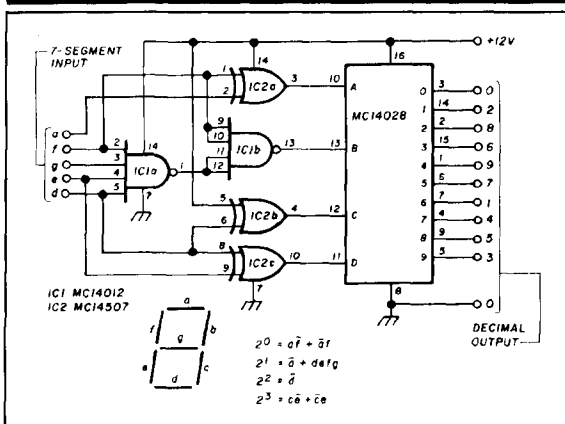 7-SEGMENT
INPUT
a
f
g
e
d
2
3
4
5
14
IC1a
7
1
1
2
14
IC2a
3
9
10
11
12
IC1b
13
5
6
IC2b
4
8
9
IC2c
10
7
+12V
16
MC14028
10 A
13 B
12 C
11 D
0 3 0
1 14 2
2 2 8
3 15 6
4 1 9
5 6 7
6 7 1
7 4 4
8 9 5
9 5 3
8
0
DECIMAL
OUTPUT
IC1 MC14012
IC2 MC14507
a
f
g
b
e
c
d
2⁰ = af̄ + āf
2¹ = ā + defg
2² = d̄
2³ = cē + c̄e